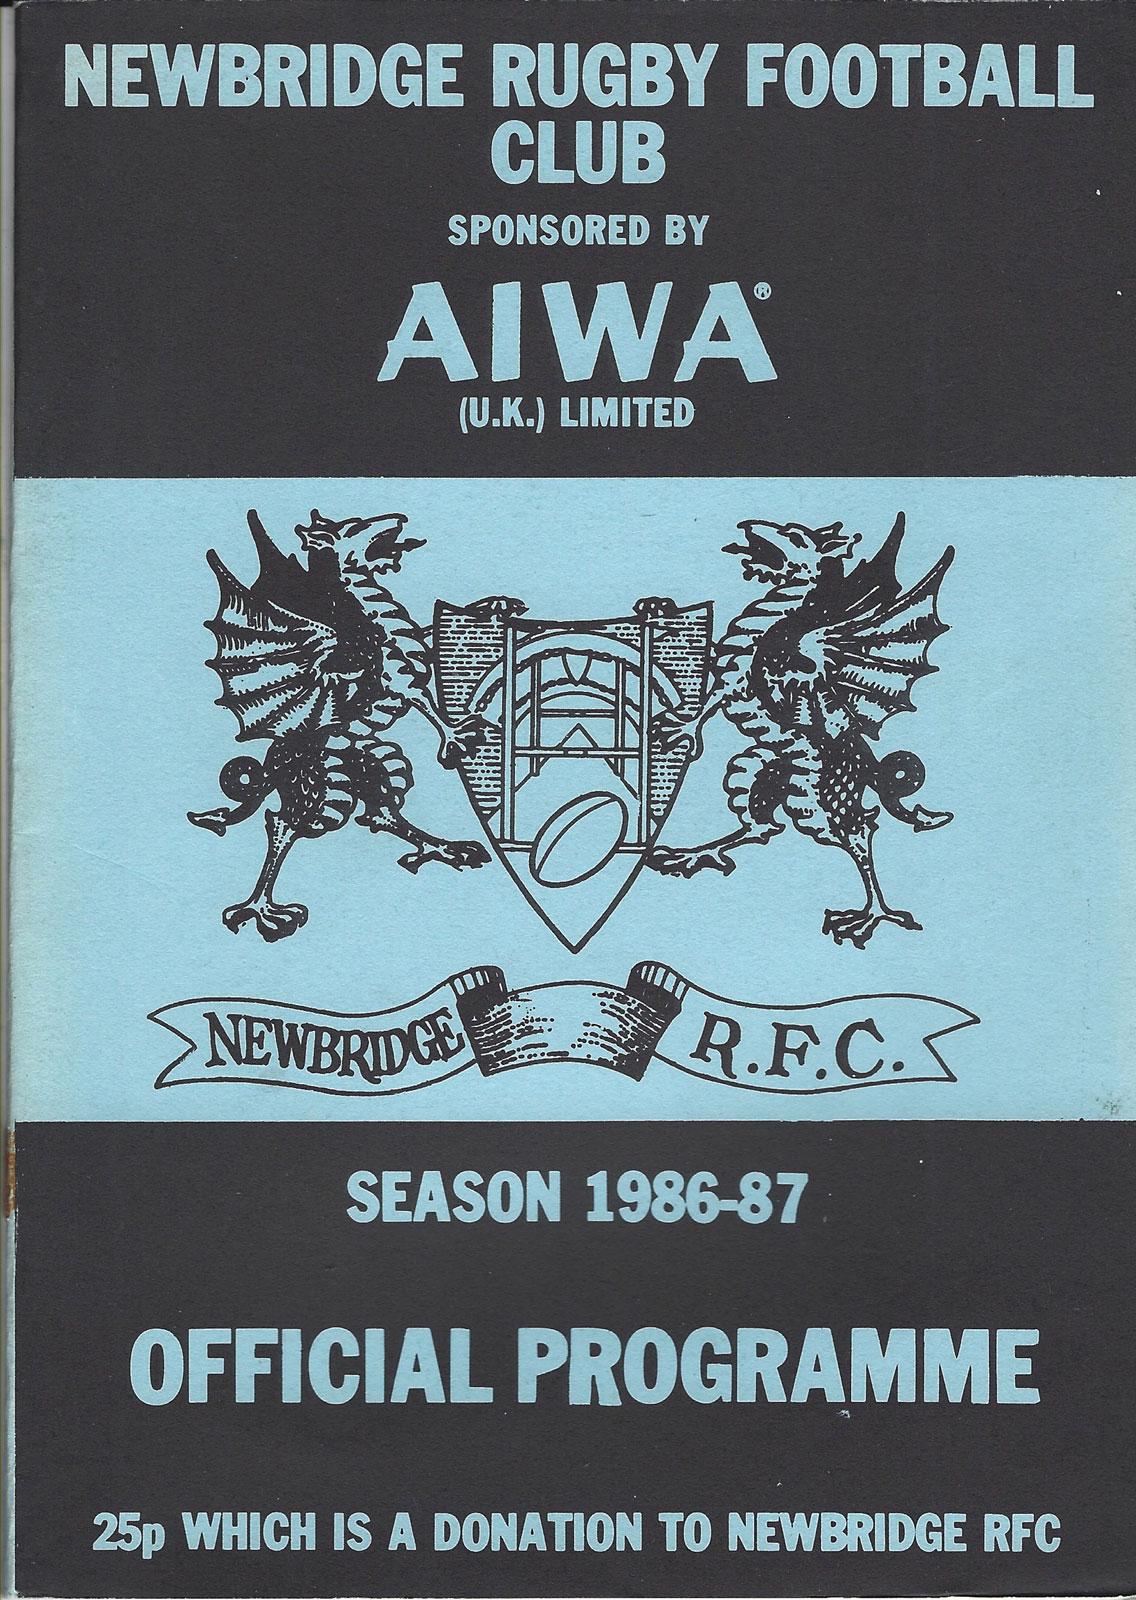 NEWBRIDGE RUGBY FOOTBALL
CLUB
SPONSORED BY
AIWA®
(U.K.) LIMITED
NEWBRIDGE R.F.C.
SEASON 1986-87
OFFICIAL PROGRAMME
25p WHICH IS A DONATION TO NEWBRIDGE RFC